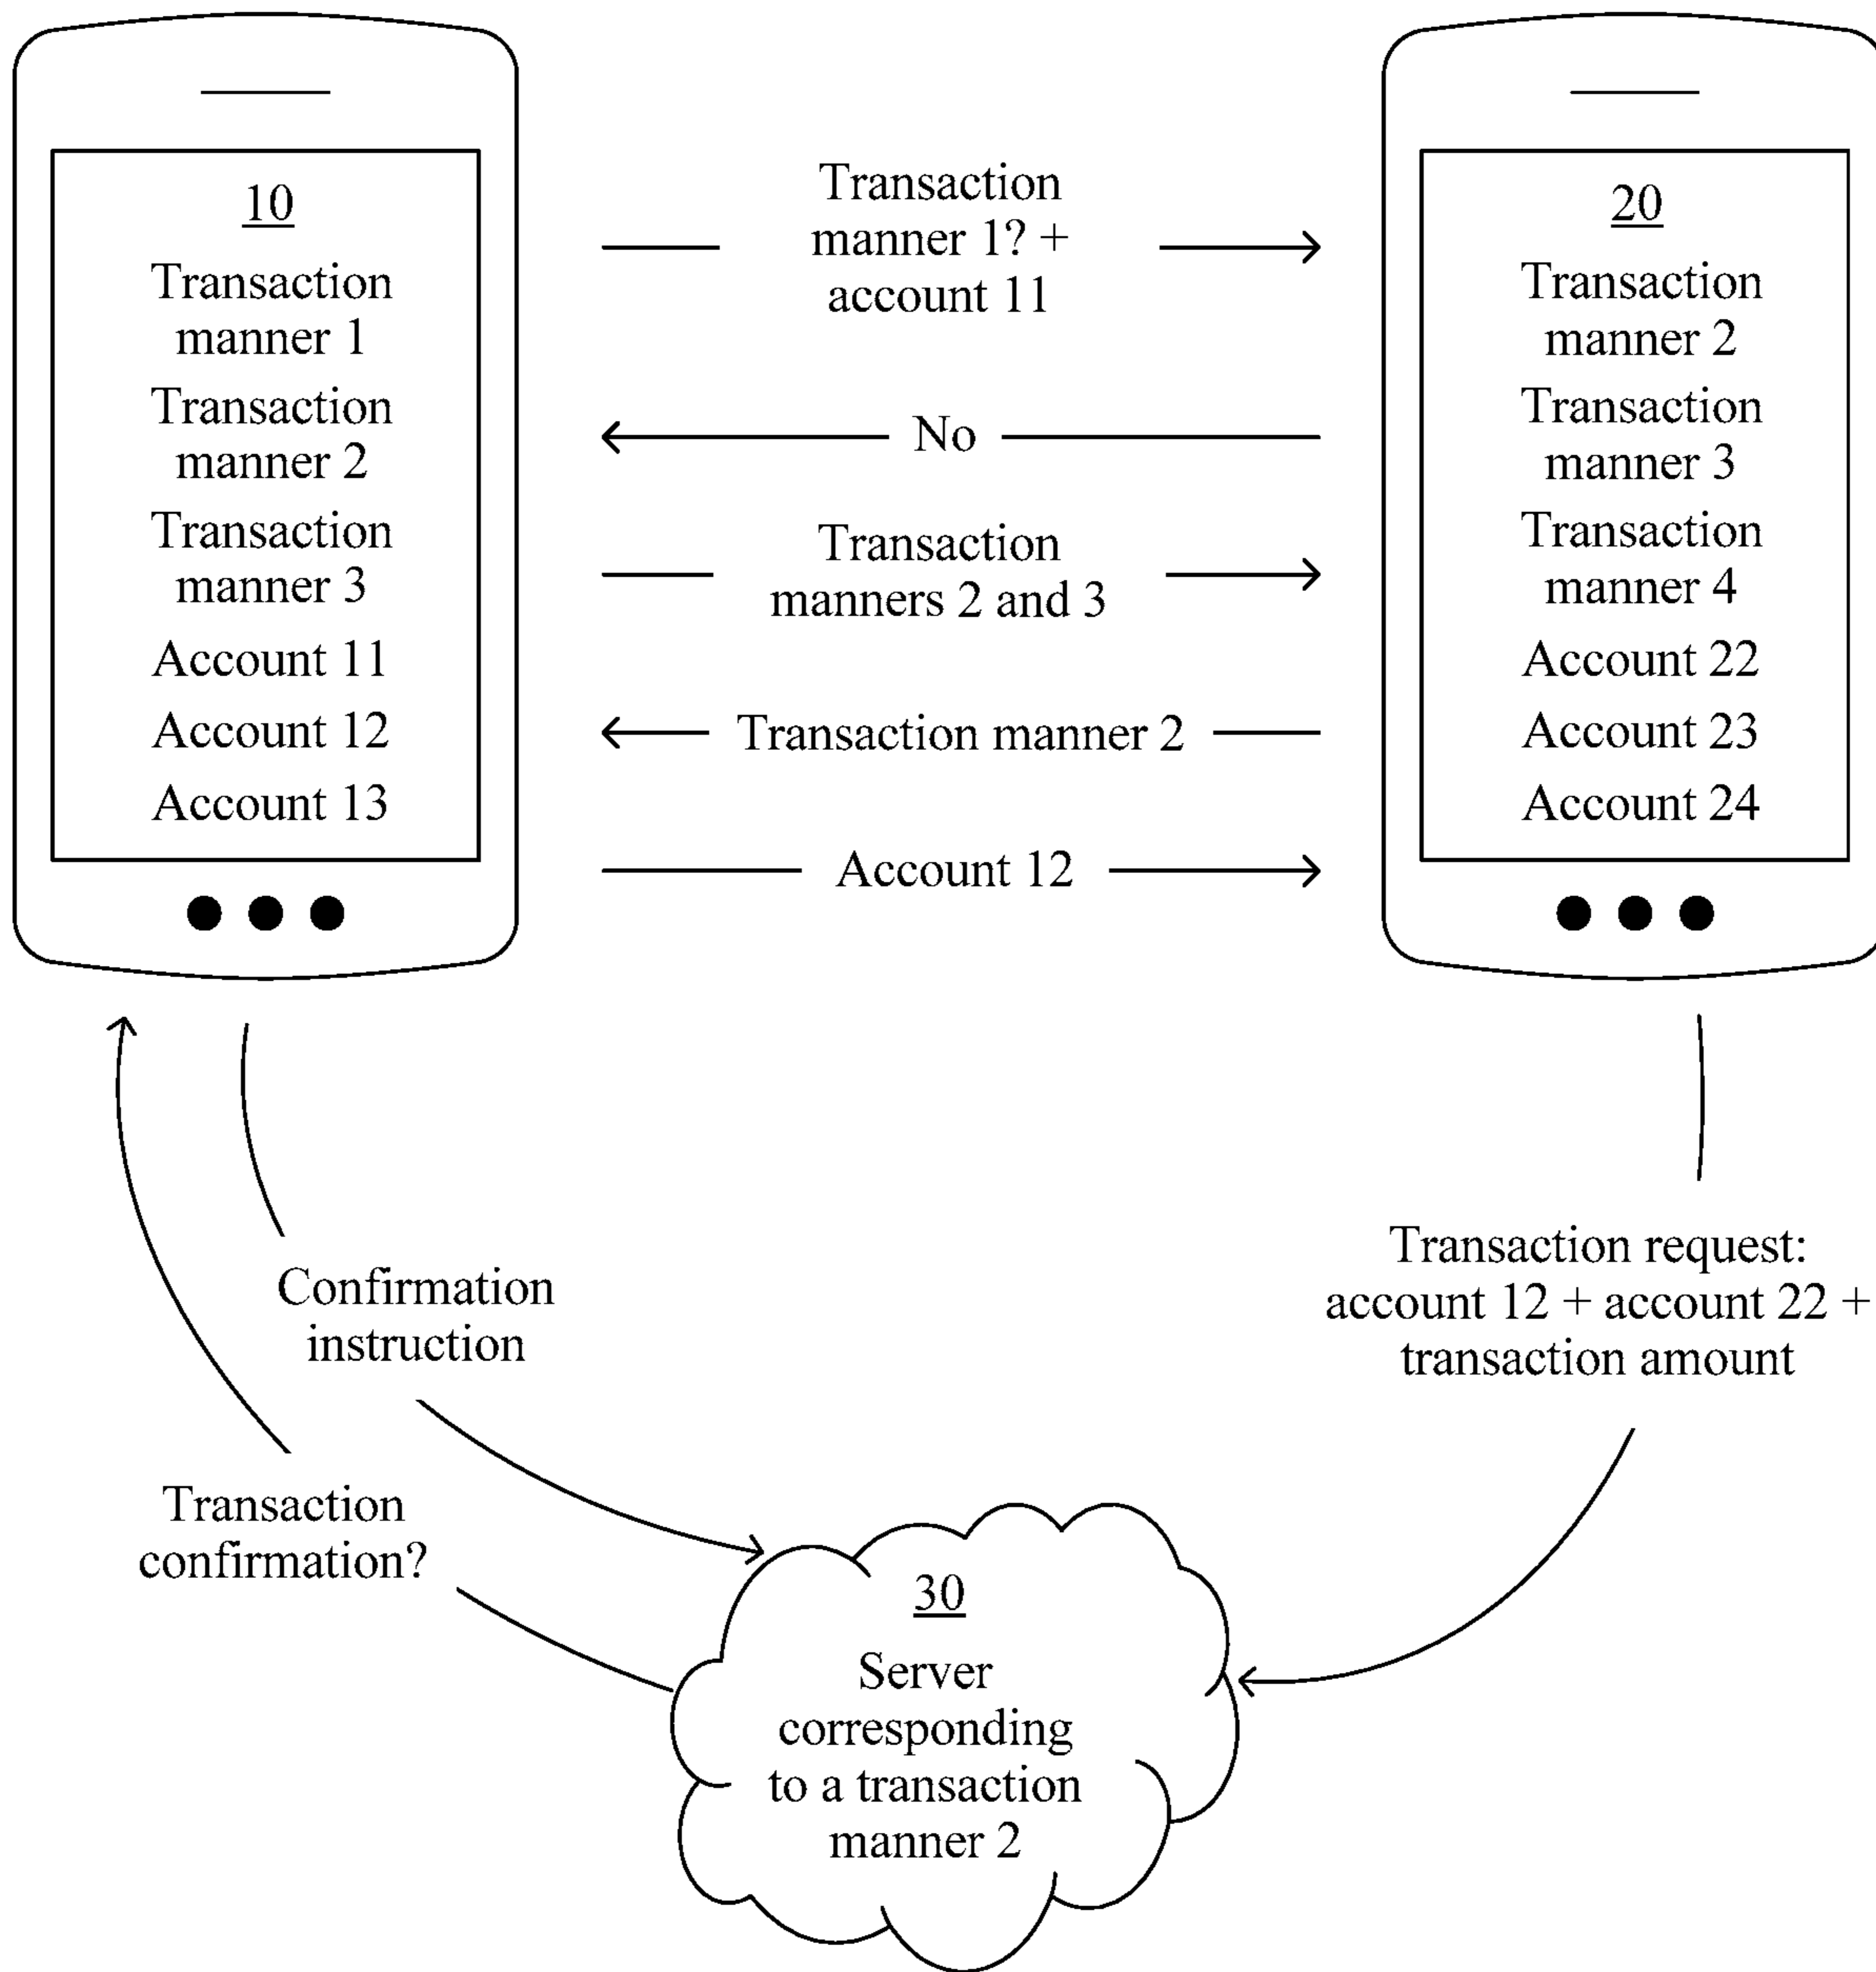 10
Transaction
manner 1
Transaction
manner 2
Transaction
manner 3
Account 11
Account 12
Account 13
Transaction
manner 1? +
account 11
No
Transaction
manners 2 and 3
Transaction manner 2
Account 12
20
Transaction
manner 2
Transaction
manner 3
Transaction
manner 4
Account 22
Account 23
Account 24
Transaction request:
account 12 + account 22 +
transaction amount
Confirmation
instruction
Transaction
confirmation?
30
Server
corresponding
to a transaction
manner 2